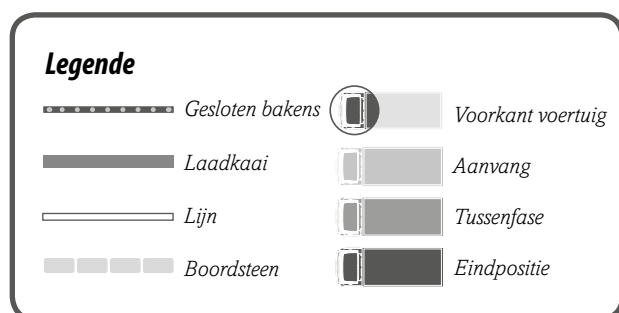 Legende
Gesloten bakens
Voorkant voertuig
Laadkaai
Aanvang
Lijn
Tussenfase
Boordsteen
Eindpositie